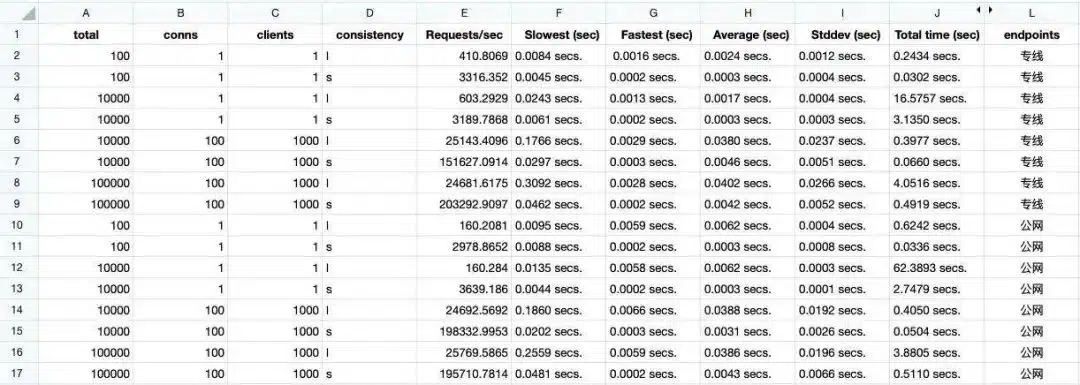 A B C D E F G H I J L
1 total conns clients consistency Requests/sec Slowest (sec) Fastest (sec) Average (sec) Stddev (sec) Total time (sec) endpoints
2 100 1 1 l 410.8069 0.0084 secs. 0.0016 secs. 0.0024 secs. 0.0012 secs. 0.2434 secs. 专线
3 100 1 1 s 3316.352 0.0045 secs. 0.0002 secs. 0.0003 secs. 0.0004 secs. 0.0302 secs. 专线
4 10000 1 1 l 603.2929 0.0243 secs. 0.0013 secs. 0.0017 secs. 0.0004 secs. 16.5757 secs. 专线
5 10000 1 1 s 3189.7868 0.0061 secs. 0.0002 secs. 0.0003 secs. 0.0003 secs. 3.1350 secs. 专线
6 10000 100 1000 l 25143.4096 0.1766 secs. 0.0029 secs. 0.0380 secs. 0.0237 secs. 0.3977 secs. 专线
7 10000 100 1000 s 151627.0914 0.0297 secs. 0.0003 secs. 0.0046 secs. 0.0051 secs. 0.0660 secs. 专线
8 100000 100 1000 l 24681.6175 0.3092 secs. 0.0028 secs. 0.0402 secs. 0.0266 secs. 4.0516 secs. 专线
9 100000 100 1000 s 203292.9097 0.0462 secs. 0.0002 secs. 0.0042 secs. 0.0052 secs. 0.4919 secs. 专线
10 100 1 1 l 160.2081 0.0095 secs. 0.0059 secs. 0.0062 secs. 0.0004 secs. 0.6242 secs. 公网
11 100 1 1 s 2978.8652 0.0088 secs. 0.0002 secs. 0.0003 secs. 0.0008 secs. 0.0336 secs. 公网
12 10000 1 1 l 160.284 0.0135 secs. 0.0058 secs. 0.0062 secs. 0.0003 secs. 62.3893 secs. 公网
13 10000 1 1 s 3639.186 0.0044 secs. 0.0002 secs. 0.0003 secs. 0.0001 secs. 2.7479 secs. 公网
14 10000 100 1000 l 24692.5692 0.1860 secs. 0.0066 secs. 0.0388 secs. 0.0192 secs. 0.4050 secs. 公网
15 10000 100 1000 s 198332.9953 0.0202 secs. 0.0003 secs. 0.0031 secs. 0.0026 secs. 0.0504 secs. 公网
16 100000 100 1000 l 25769.5865 0.2559 secs. 0.0059 secs. 0.0386 secs. 0.0196 secs. 3.8805 secs. 公网
17 100000 100 1000 s 195710.7814 0.0481 secs. 0.0002 secs. 0.0043 secs. 0.0066 secs. 0.5110 secs. 公网